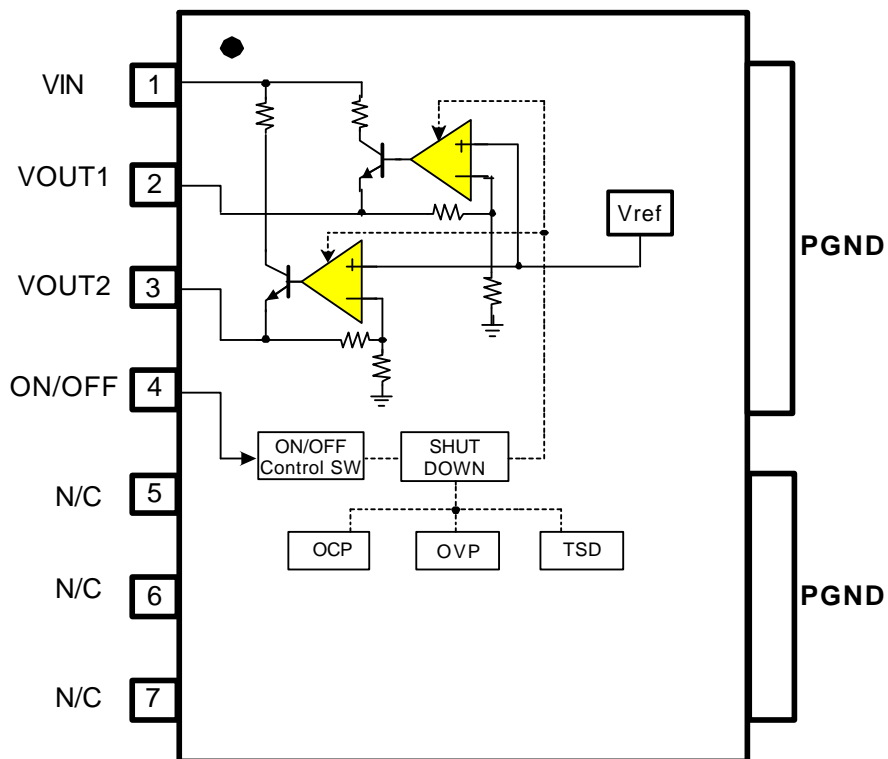 VIN
1
VOUT1
2
VOUT2
3
ON/OFF
4
N/C
5
N/C
6
N/C
7
+
−
+
−
Vref
ON/OFF
Control SW
SHUT
DOWN
OCP
OVP
TSD
PGND
PGND